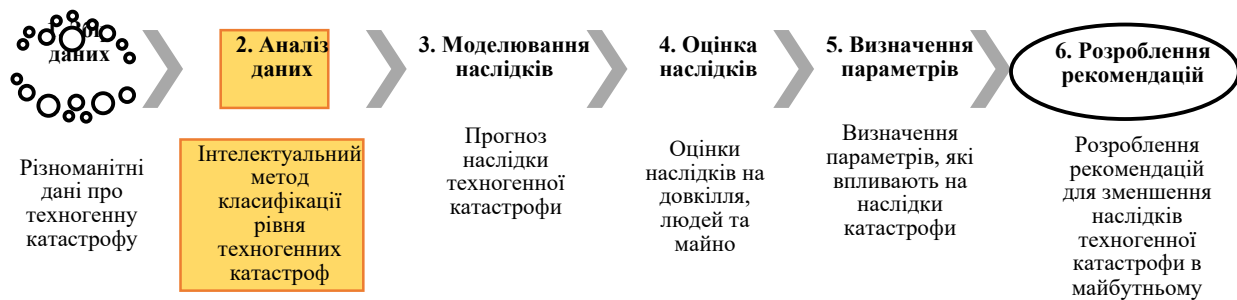 даних
2. Аналіз
даних
3. Моделювання
наслідків
4. Оцінка
наслідків
5. Визначення
параметрів
6. Розроблення
рекомендацій
Різноманітні
дані про
техногенну
катастрофу
Інтелектуальний
метод
класифікації
рівня
техногенних
катастроф
Прогноз
наслідки
техногенної
катастрофи
Оцінки
наслідків на
довкілля,
людей та
майно
Визначення
параметрів, які
впливають на
наслідки
катастрофи
Розроблення
рекомендацій
для зменшення
наслідків
техногенної
катастрофи в
майбутньому